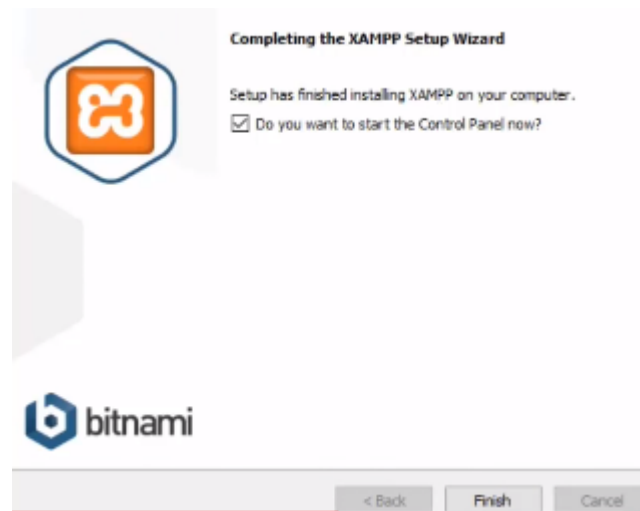 Completing the XAMPP Setup Wizard
Setup has finished installing XAMPP on your computer.
Do you want to start the Control Panel now?
bitnami
< Back
Finish
Cancel